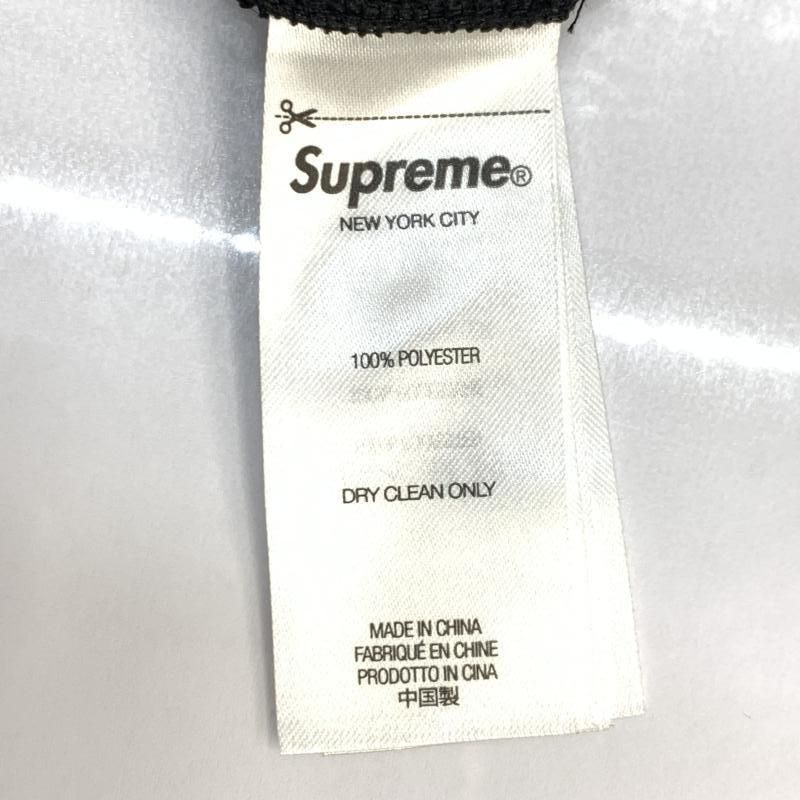 Supreme®
NEW YORK CITY
100% POLYESTER
DRY CLEAN ONLY
MADE IN CHINA
FABRIQUÉ EN CHINE
PRODOTTO IN CINA
中国製